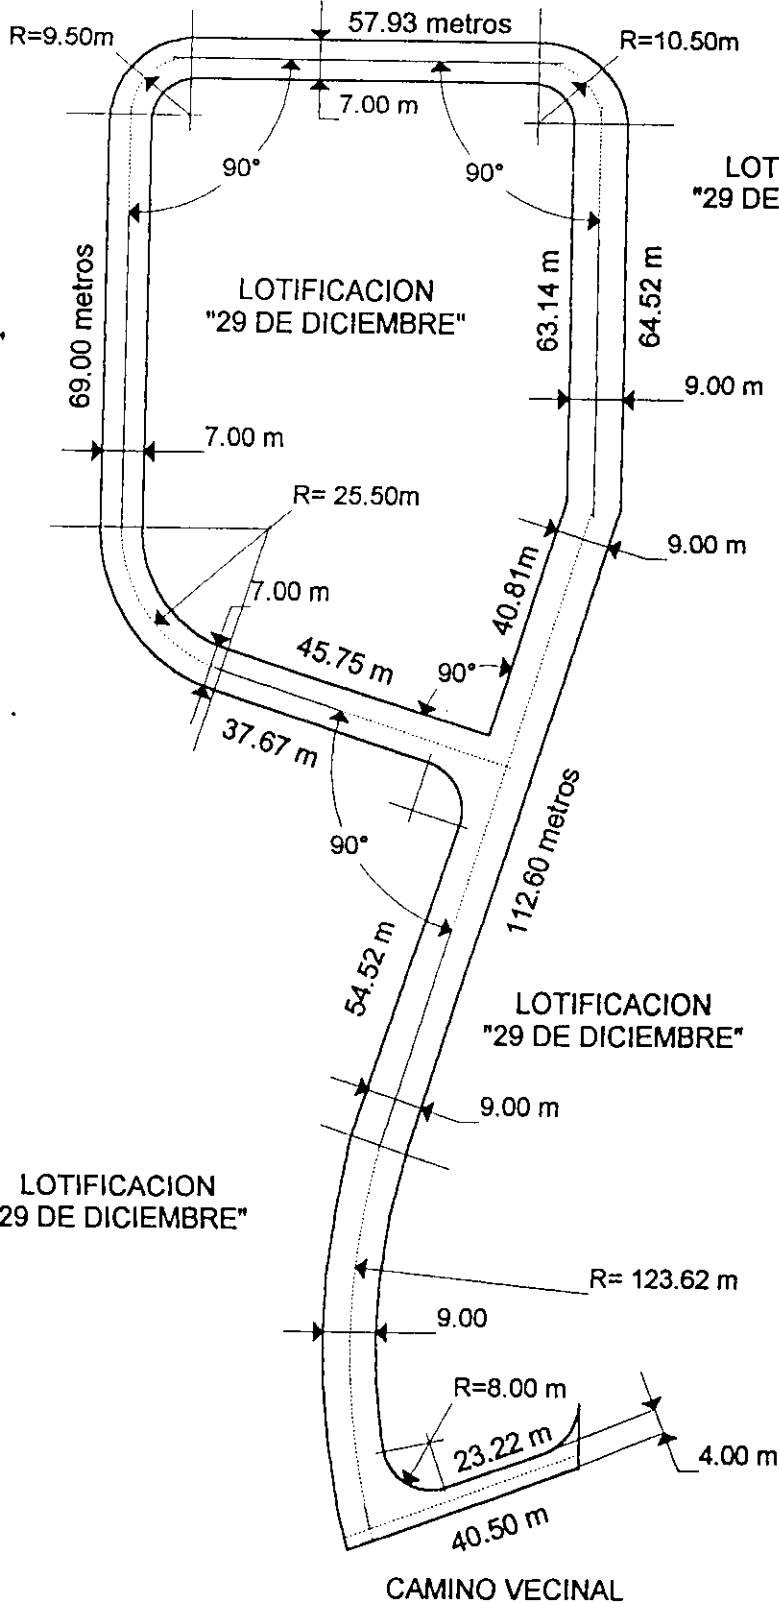 57.93 metros
R=9.50m
R=10.50m
7.00 m
90°
90°
LOT
"29 DE
LOTIFICACION
"29 DE DICIEMBRE"
69.00 metros
63.14 m
64.52 m
9.00 m
7.00 m
R= 25.50m
9.00 m
40.81m
7.00 m
45.75 m
90°
37.67 m
90°
112.60 metros
54.52 m
LOTIFICACION
"29 DE DICIEMBRE"
9.00 m
LOTIFICACION
29 DE DICIEMBRE"
R= 123.62 m
9.00
R=8.00 m
23.22 m
4.00 m
40.50 m
CAMINO VECINAL